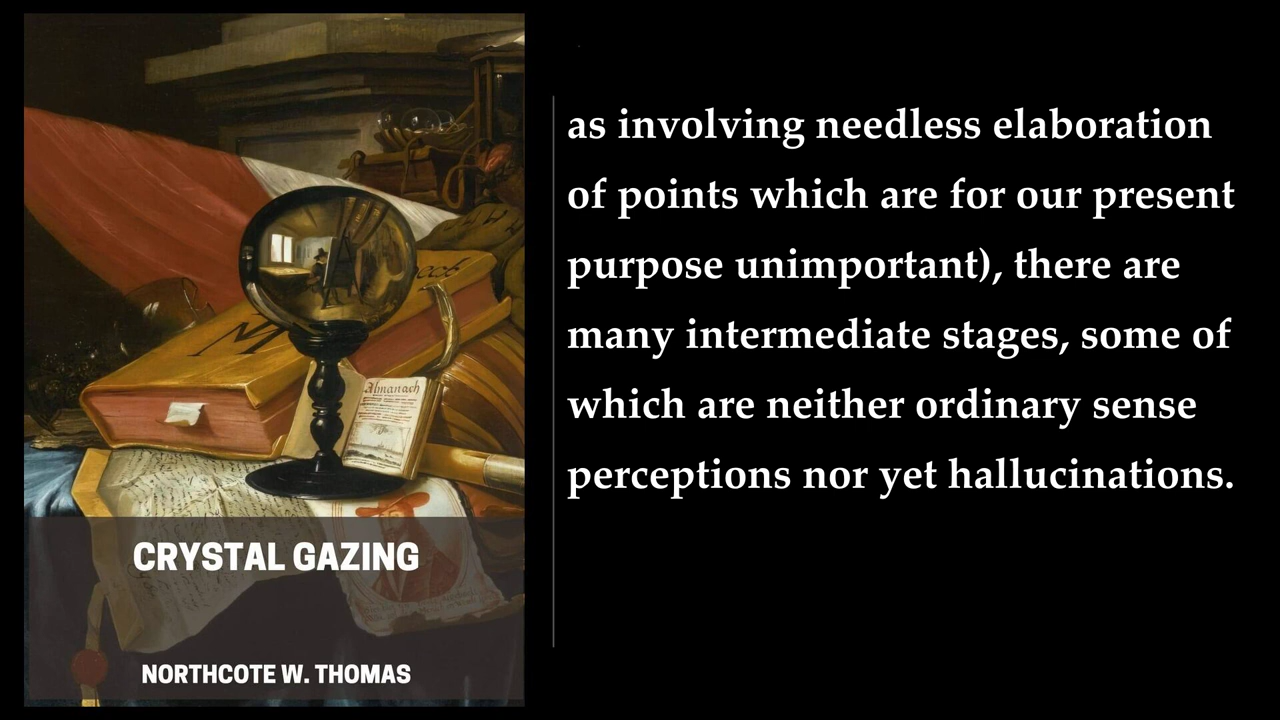 as involving needless elaboration
of points which are for our present
purpose unimportant), there are
many intermediate stages, some of
which are neither ordinary sense
perceptions nor yet hallucinations.
Almanach
CRYSTAL GAZING
NORTHCOTE W. THOMAS